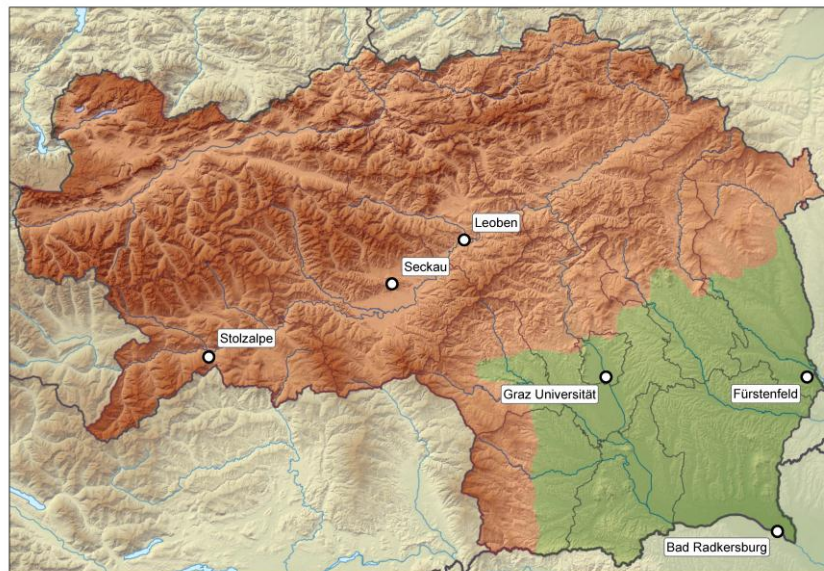 Leoben
Seckau
Stolzalpe
Graz Universität
Fürstenfeld
Bad Radkersburg